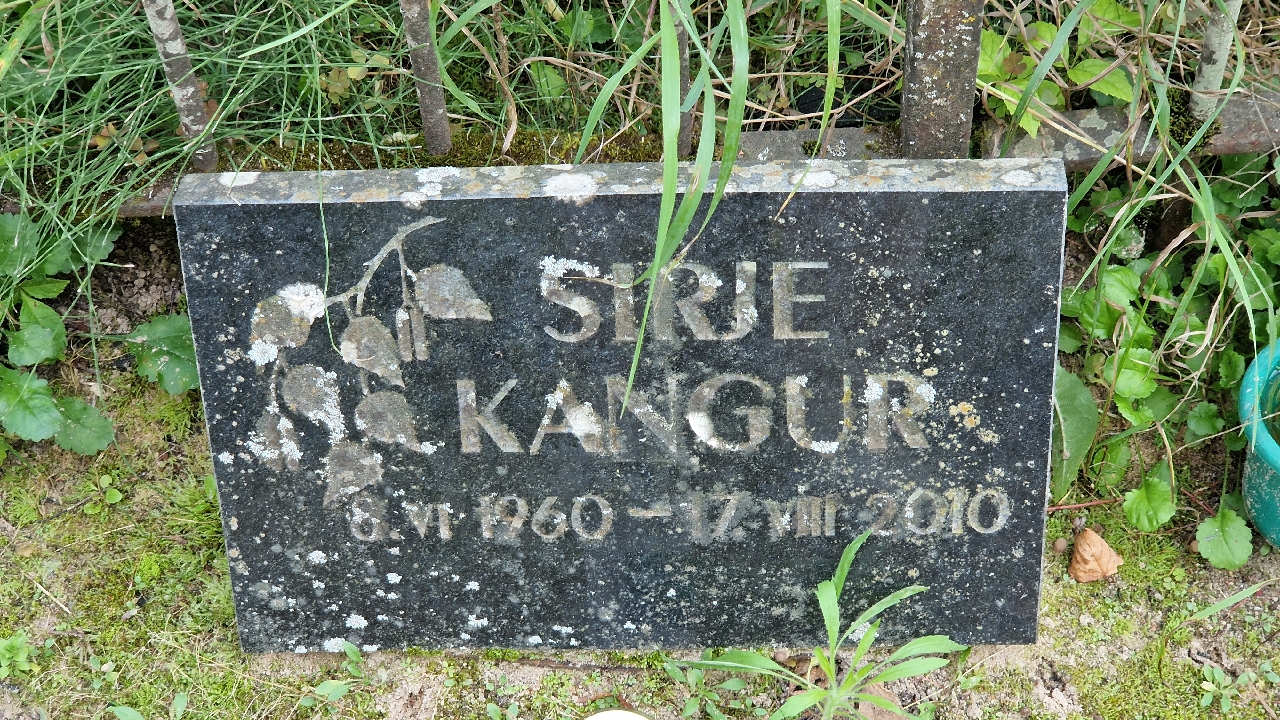 SIRJE
KANGUR
8. VI 1960 – 17. VIII 2010